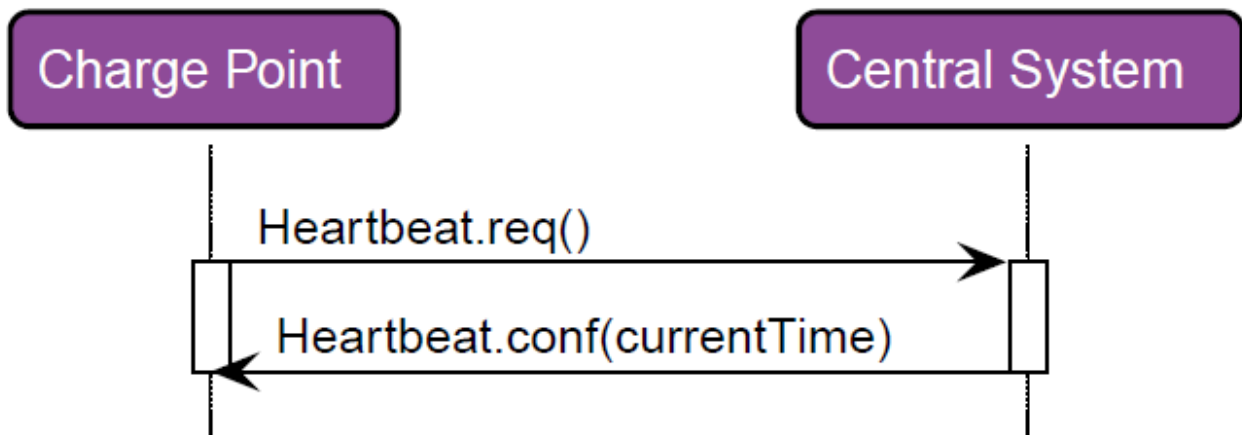 Charge Point
Central System
Heartbeat.req()
Heartbeat.conf(currentTime)